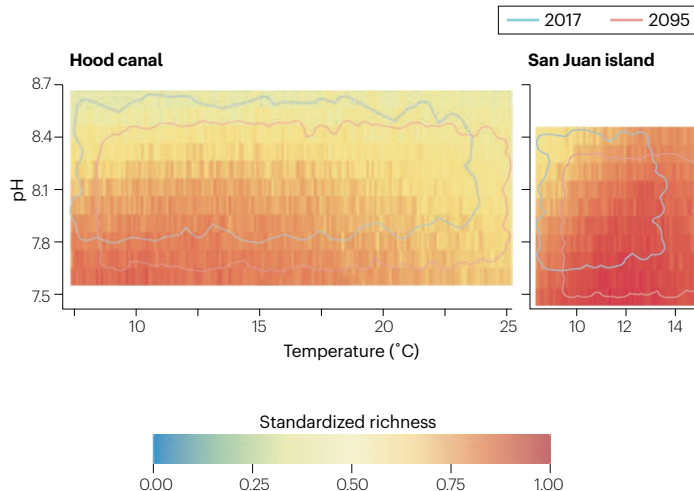 2017 2095
Hood canal
San Juan island
8.7
8.4
8.1
7.8
7.5
pH
10 15 20 25
10 12 14
Temperature (˚C)
Standardized richness
0.00 0.25 0.50 0.75 1.00